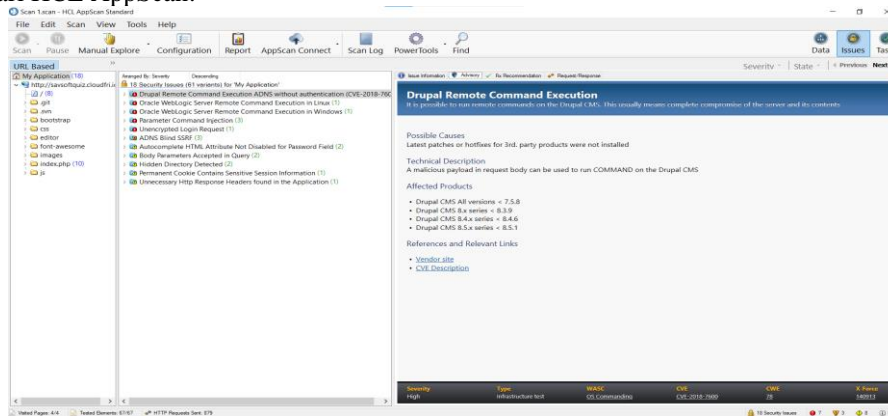 HCL AppScan.
Scan 1.scan - HCL AppScan Standard
File Edit Scan View Tools Help
Scan Pause Manual Explore Configuration Report AppScan Connect Scan Log PowerTools Find Data Issues
URL Based Severity State Previous Next
My Application (18)
http://savsoftquiz.cloudfri.i
/ (8)
.git
.svn
bootstrap
css
editor
font-awesome
images
index.php (10)
js
Arranged By: Severity Descending
18 Security Issues (61 variants) for 'My Application'
Drupal Remote Command Execution ADNS without authentication (CVE-2018-760
Oracle WebLogic Server Remote Command Execution in Linux (1)
Oracle WebLogic Server Remote Command Execution in Windows (1)
Parameter Command Injection (3)
Unencrypted Login Request (1)
ADNS Blind SSRF (3)
Autocomplete HTML Attribute Not Disabled for Password Field (2)
Body Parameters Accepted in Query (2)
Hidden Directory Detected (2)
Permanent Cookie Contains Sensitive Session Information (1)
Unnecessary Http Response Headers found in the Application (1)
Issue Information Advisory Fix Recommendation Request/Response
Drupal Remote Command Execution
It is possible to run remote commands on the Drupal CMS. This usually means complete compromise of the server and its contents.
Possible Causes
Latest patches or hotfixes for 3rd. party products were not installed
Technical Description
A malicious payload in request body can be used to run COMMAND on the Drupal CMS
Affected Products
• Drupal CMS All versions < 7.5.8
• Drupal CMS 8.x series < 8.3.9
• Drupal CMS 8.4.x series < 8.4.6
• Drupal CMS 8.5.x series < 8.5.1
References and Relevant Links
• Vendor site
• CVE Description
Severity Type WASC CVE CWE X-Force
High Infrastructure test OS Commanding CVE-2018-7600 78 140913
Visited Pages: 4/4 Tested Elements: 67/67 HTTP Requests Sent: 879 18 Security Issues